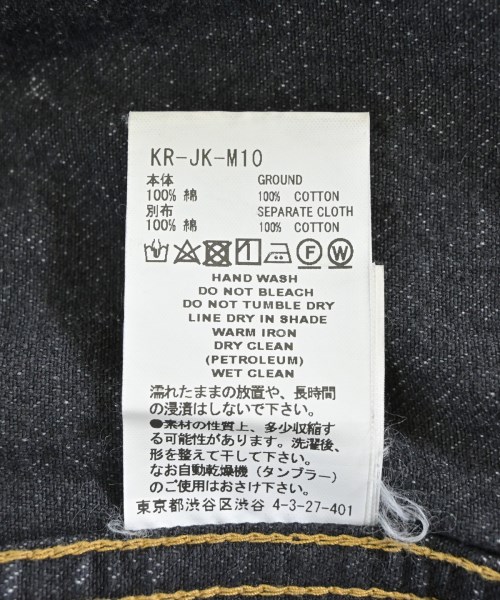 KR-JK-M10
本体 GROUND
100% 綿 100% COTTON
別布 SEPARATE CLOTH
100% 綿 100% COTTON
F W
HAND WASH
DO NOT BLEACH
DO NOT TUMBLE DRY
LINE DRY IN SHADE
WARM IRON
DRY CLEAN
(PETROLEUM)
WET CLEAN
濡れたままの放置や、長時間
の浸漬はしないで下さい。
●素材の性質上、多少収縮す
る可能性があります。洗濯後、
形を整えて干して下さい。
なお自動乾燥機（タンブラー）
のご使用はおさけ下さい。
東京都渋谷区渋谷 4-3-27-401